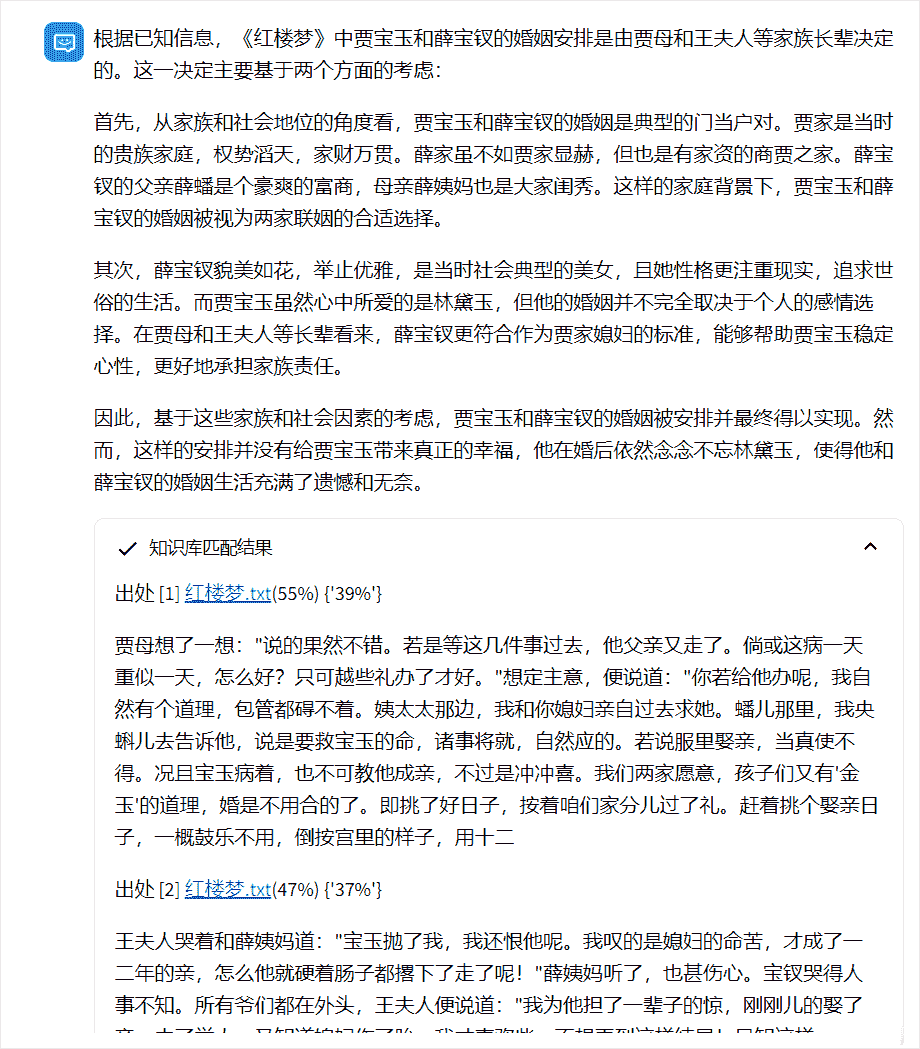 根据已知信息，《红楼梦》中贾宝玉和薛宝钗的婚姻安排是由贾母和王夫人等家族长辈决定
的。这一决定主要基于两个方面的考虑：
首先，从家族和社会地位的角度看，贾宝玉和薛宝钗的婚姻是典型的门当户对。贾家是当时
的贵族家庭，权势滔天，家财万贯。薛家虽不如贾家显赫，但也是有家资的商贾之家。薛宝
钗的父亲薛蟠是个豪爽的富商，母亲薛姨妈也是大家闺秀。这样的家庭背景下，贾宝玉和薛
宝钗的婚姻被视为两家联姻的合适选择。
其次，薛宝钗貌美如花，举止优雅，是当时社会典型的美女，且她性格更注重现实，追求世
俗的生活。而贾宝玉虽然心中所爱的是林黛玉，但他的婚姻并不完全取决于个人的感情选
择。在贾母和王夫人等长辈看来，薛宝钗更符合作为贾家媳妇的标准，能够帮助贾宝玉稳定
心性，更好地承担家族责任。
因此，基于这些家族和社会因素的考虑，贾宝玉和薛宝钗的婚姻被安排并最终得以实现。然
而，这样的安排并没有给贾宝玉带来真正的幸福，他在婚后依然念念不忘林黛玉，使得他和
薛宝钗的婚姻生活充满了遗憾和无奈。
知识库匹配结果
出处 [1] 红楼梦.txt(55%) {'39%'}
贾母想了一想："说的果然不错。若是等这几件事过去，他父亲又走了。倘或这病一天
重似一天，怎么好？只可越些礼办了才好。"想定主意，便说道："你若给他办呢，我自
然有个道理，包管都碍不着。姨太太那边，我和你媳妇亲自过去求她。蟠儿那里，我央
蝌儿去告诉他，说是要救宝玉的命，诸事将就，自然应的。若说服里娶亲，当真使不
得。况且宝玉病着，也不可教他成亲，不过是冲冲喜。我们两家愿意，孩子们又有'金
玉'的道理，婚是不用合的了。即挑了好日子，按着咱们家分儿过了礼。赶着挑个娶亲日
子，一概鼓乐不用，倒按宫里的样子，用十二
出处 [2] 红楼梦.txt(47%) {'37%'}
王夫人哭着和薛姨妈道："宝玉抛了我，我还恨他呢。我叹的是媳妇的命苦，才成了一
二年的亲，怎么他就硬着肠子都撂下了走了呢！"薛姨妈听了，也甚伤心。宝钗哭得人
事不知。所有爷们都在外头，王夫人便说道："我为他担了一辈子的惊，刚刚儿的娶了